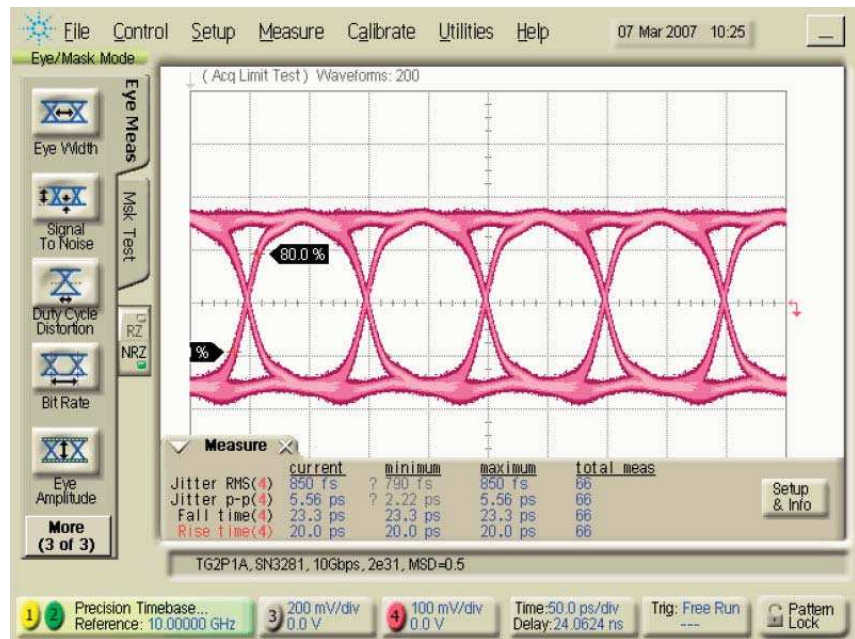 File Control Setup Measure Calibrate Utilities Help 07 Mar 2007 10:25
Eye/Mask Mode
( Acq Limit Test ) Waveforms: 200
Eye Meas
Msk Test
Eye Width
Signal
To Noise
Duty Cycle
Distortion
RZ
NRZ
Bit Rate
Eye
Amplitude
More
(3 of 3)
80.0 %
%
Measure
current minimum maximum total meas
Jitter RMS(4) 850 fs ? 790 fs 850 fs 66
Jitter p-p(4) 5.56 ps ? 2.22 ps 5.56 ps 66
Fall time(4) 23.3 ps 23.3 ps 23.3 ps 66
Rise time(4) 20.0 ps 20.0 ps 20.0 ps 66
Setup
& Info
TG2P1A, SN3281, 10Gbps, 2e31, MSD=0.5
1 2 Precision Timebase...
Reference: 10.00000 GHz
3 200 mV/div
0.0 V
4 100 mV/div
0.0 V
Time:50.0 ps/div
Delay:24.0624 ns
Trig: Free Run
---
Pattern
Lock